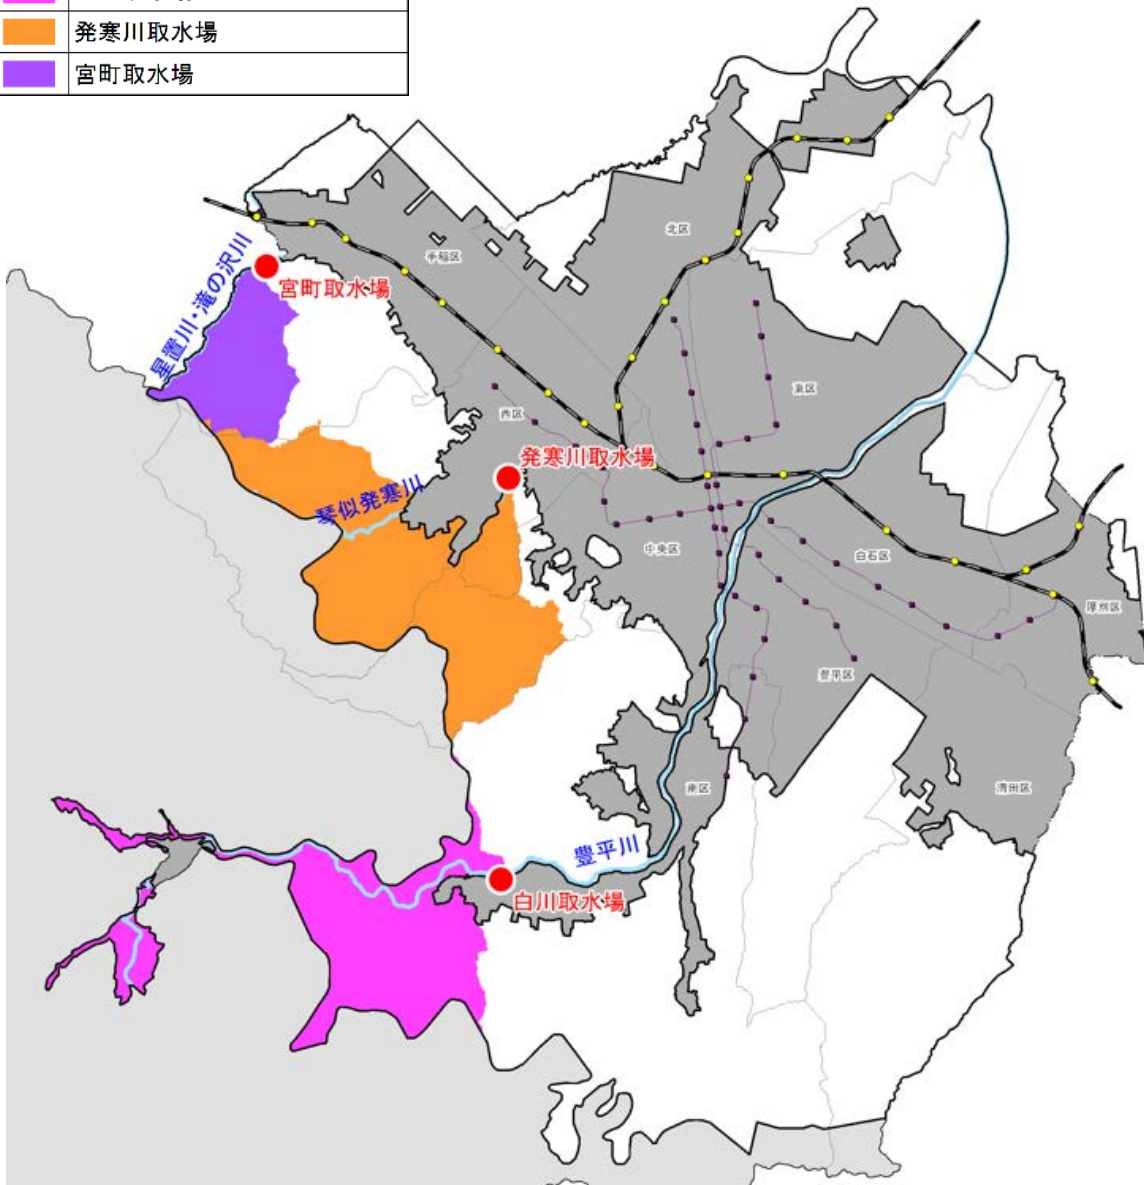 発寒川取水場
宮町取水場
北区
手稲区
星置川・滝の沢川
宮町取水場
東区
西区
発寒川取水場
琴似発寒川
中央区
白石区
厚別区
豊平区
南区
清田区
豊平川
白川取水場